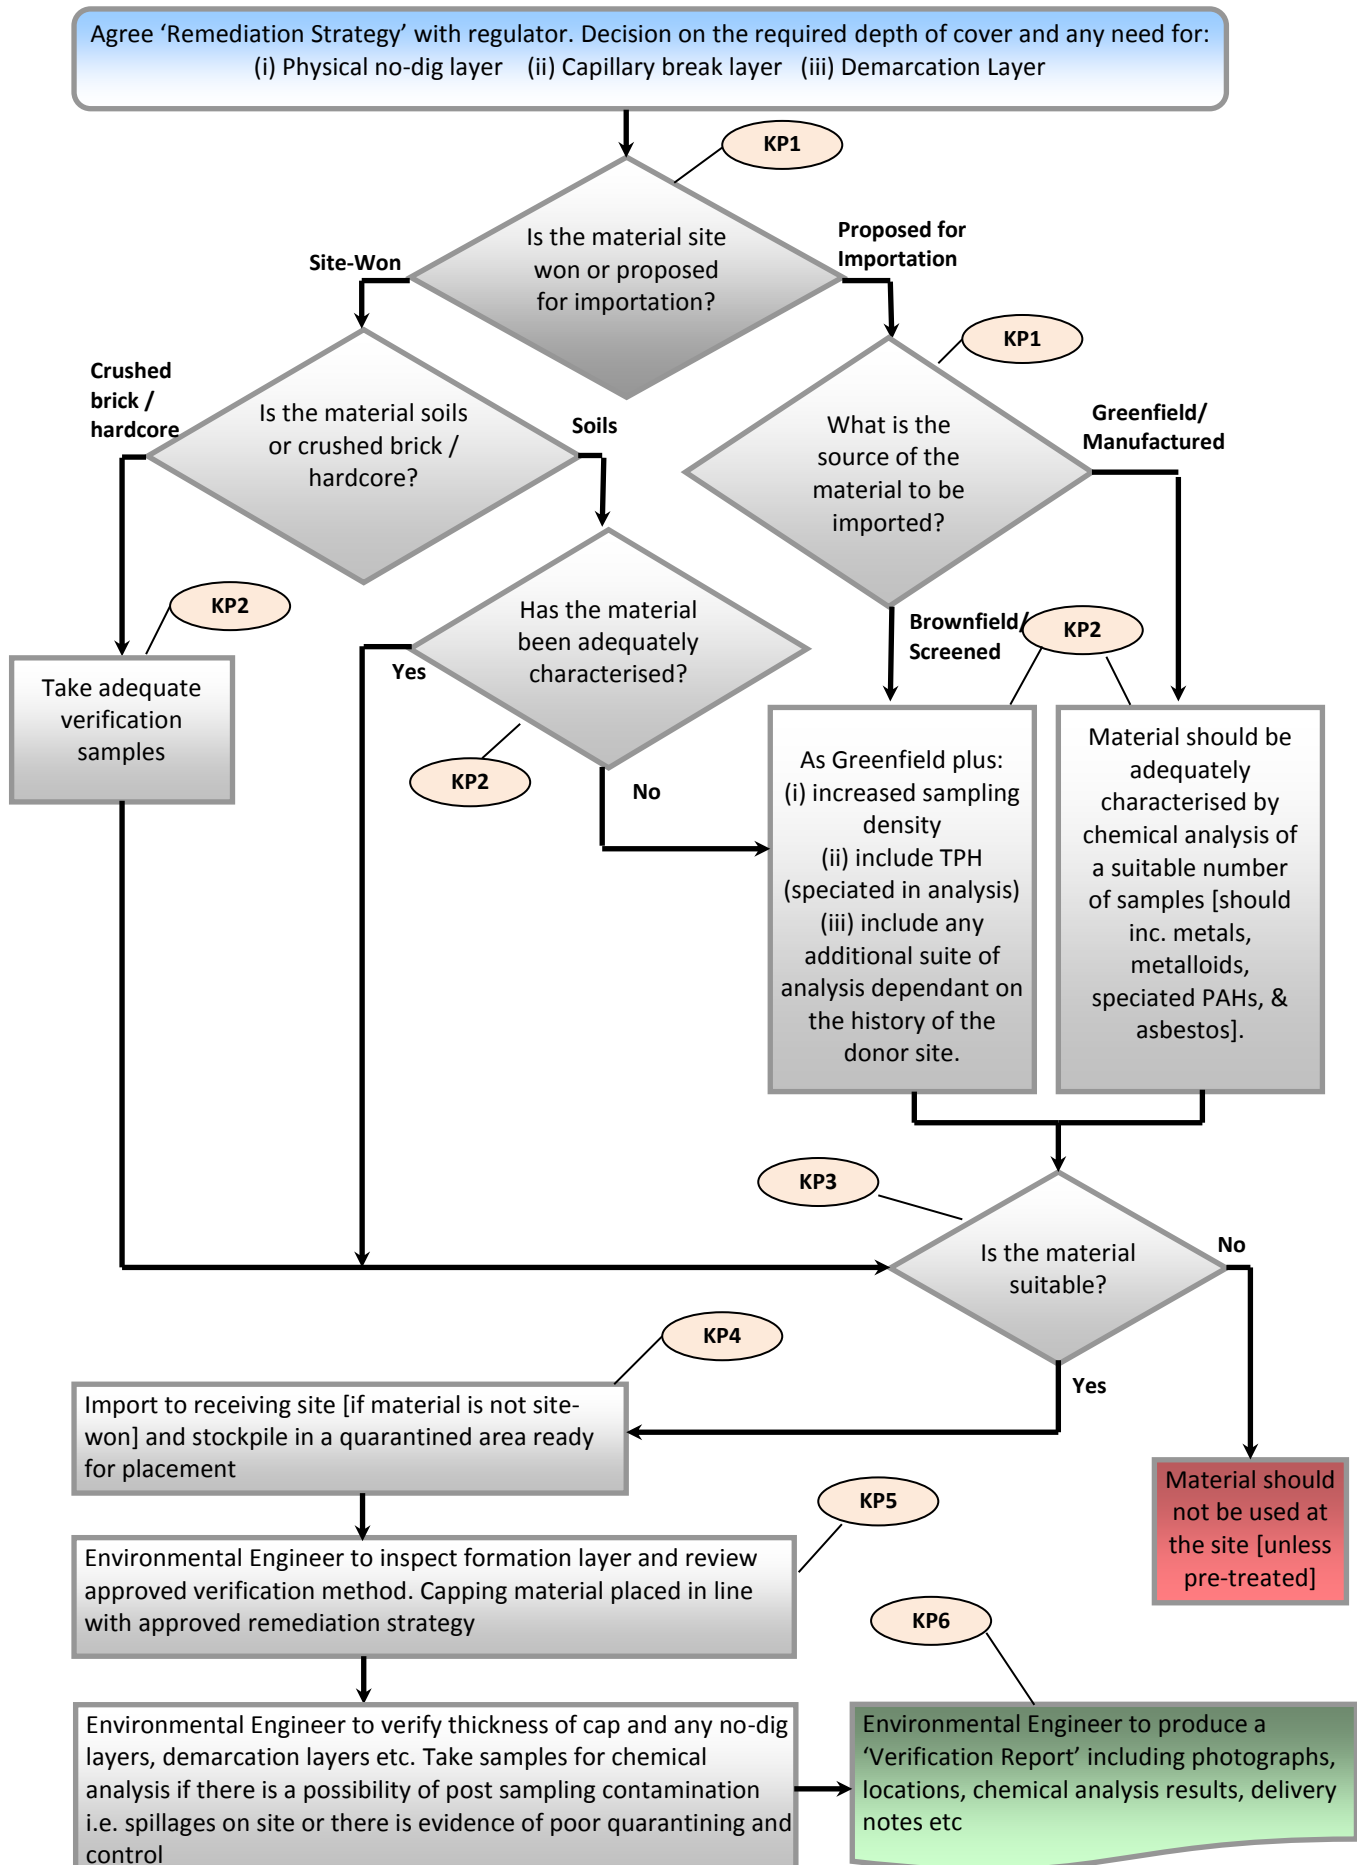 Agree ‘Remediation Strategy’ with regulator. Decision on the required depth of cover and any need for:
(i) Physical no-dig layer (ii) Capillary break layer (iii) Demarcation Layer
KP1
Is the material site
won or proposed
for importation?
Site-Won
Proposed for
Importation
KP1
Crushed
brick /
hardcore
Is the material soils
or crushed brick /
hardcore?
Soils
What is the
source of the
material to be
imported?
Greenfield/
Manufactured
KP2
Has the material
been adequately
characterised?
Brownfield/
Screened
KP2
Yes
Take adequate
verification
samples
KP2
No
As Greenfield plus:
(i) increased sampling
density
(ii) include TPH
(speciated in analysis)
(iii) include any
additional suite of
analysis dependant on
the history of the
donor site.
Material should be
adequately
characterised by
chemical analysis of
a suitable number
of samples [should
inc. metals,
metalloids,
speciated PAHs, &
asbestos].
KP3
Is the material
suitable?
No
Yes
KP4
Import to receiving site [if material is not site-
won] and stockpile in a quarantined area ready
for placement
Material should
not be used at
the site [unless
pre-treated]
KP5
Environmental Engineer to inspect formation layer and review
approved verification method. Capping material placed in line
with approved remediation strategy
KP6
Environmental Engineer to verify thickness of cap and any no-dig
layers, demarcation layers etc. Take samples for chemical
analysis if there is a possibility of post sampling contamination
i.e. spillages on site or there is evidence of poor quarantining and
control
Environmental Engineer to produce a
‘Verification Report’ including photographs,
locations, chemical analysis results, delivery
notes etc